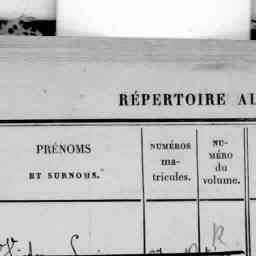 RÉPERTOIRE AL
PRÉNOMS
ET SURNOMS.
NUMÉROS
ma-
tricules.
NU-
MÉRO
du
volume.